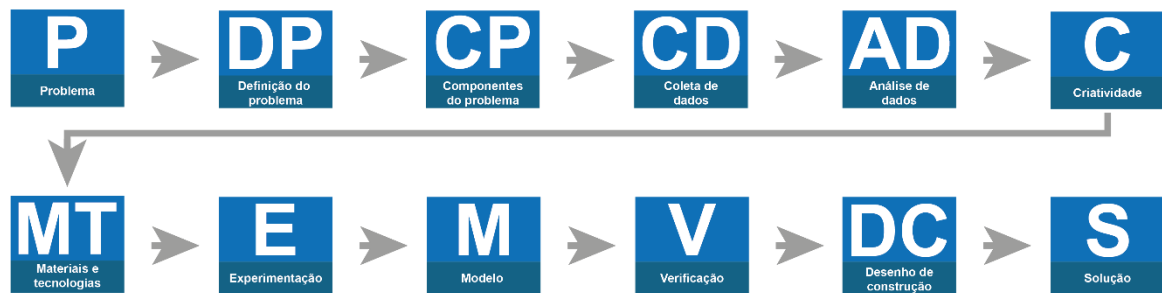 P
Problema
DP
Definição do
problema
CP
Componentes
do problema
CD
Coleta de
dados
AD
Análise de
dados
C
Criatividade
MT
Materiais e
tecnologias
E
Experimentação
M
Modelo
V
Verificação
DC
Desenho de
construção
S
Solução